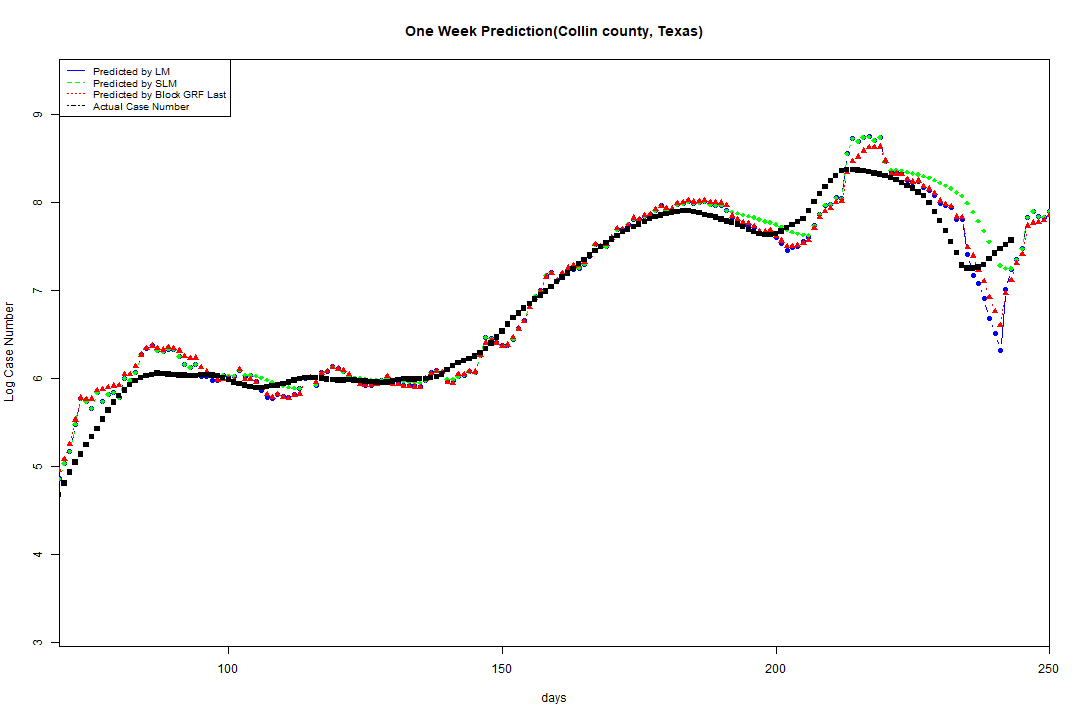 One Week Prediction(Collin county, Texas)
Predicted by LM
Predicted by SLM
Predicted by Block GRF Last
Actual Case Number
9
8
7
6
5
4
3
Log Case Number
100 150 200 250
days